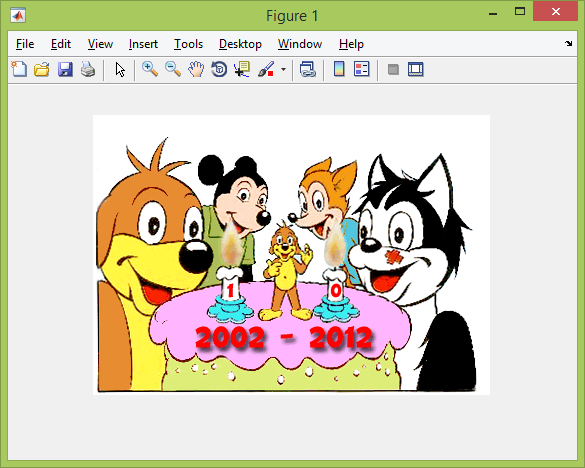 Figure 1
File Edit View Insert Tools Desktop Window Help
1 0
2002 - 2012